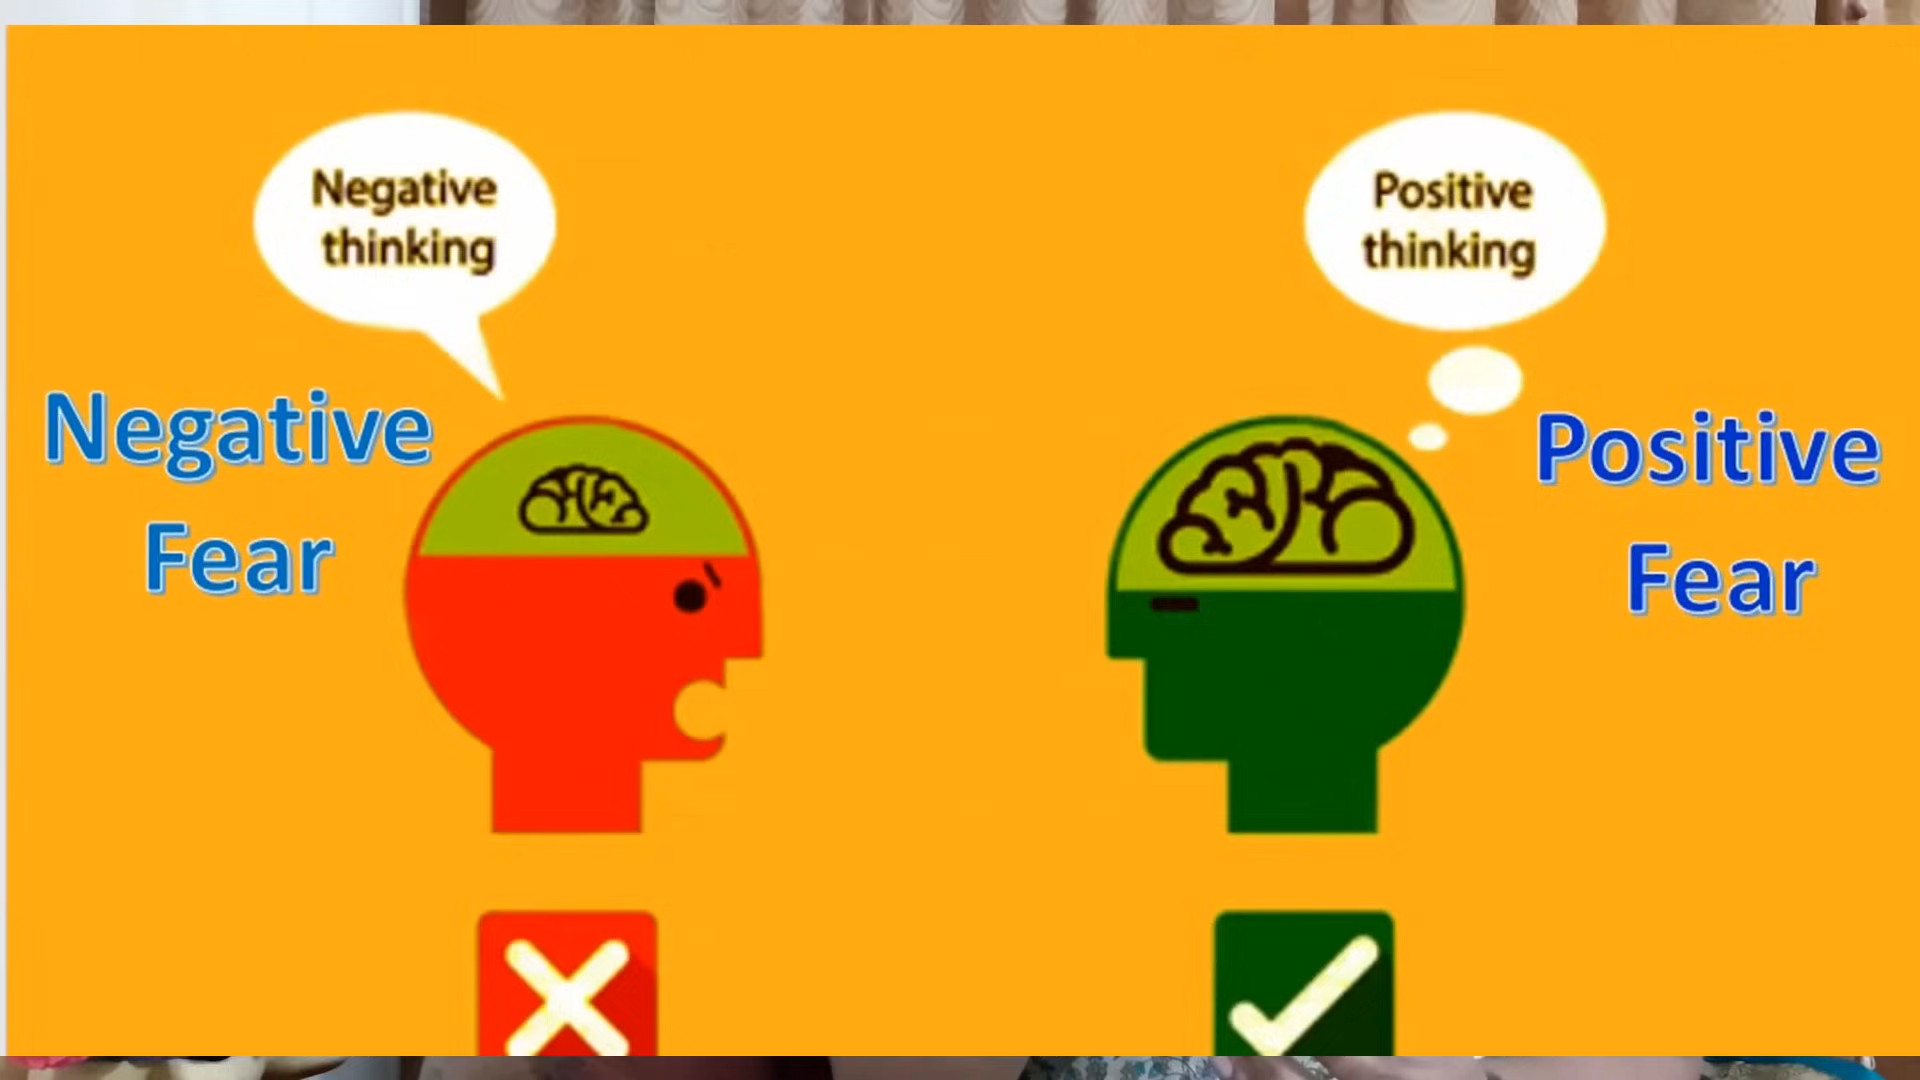 Negative
thinking
Positive
thinking
Negative
Fear
Positive
Fear